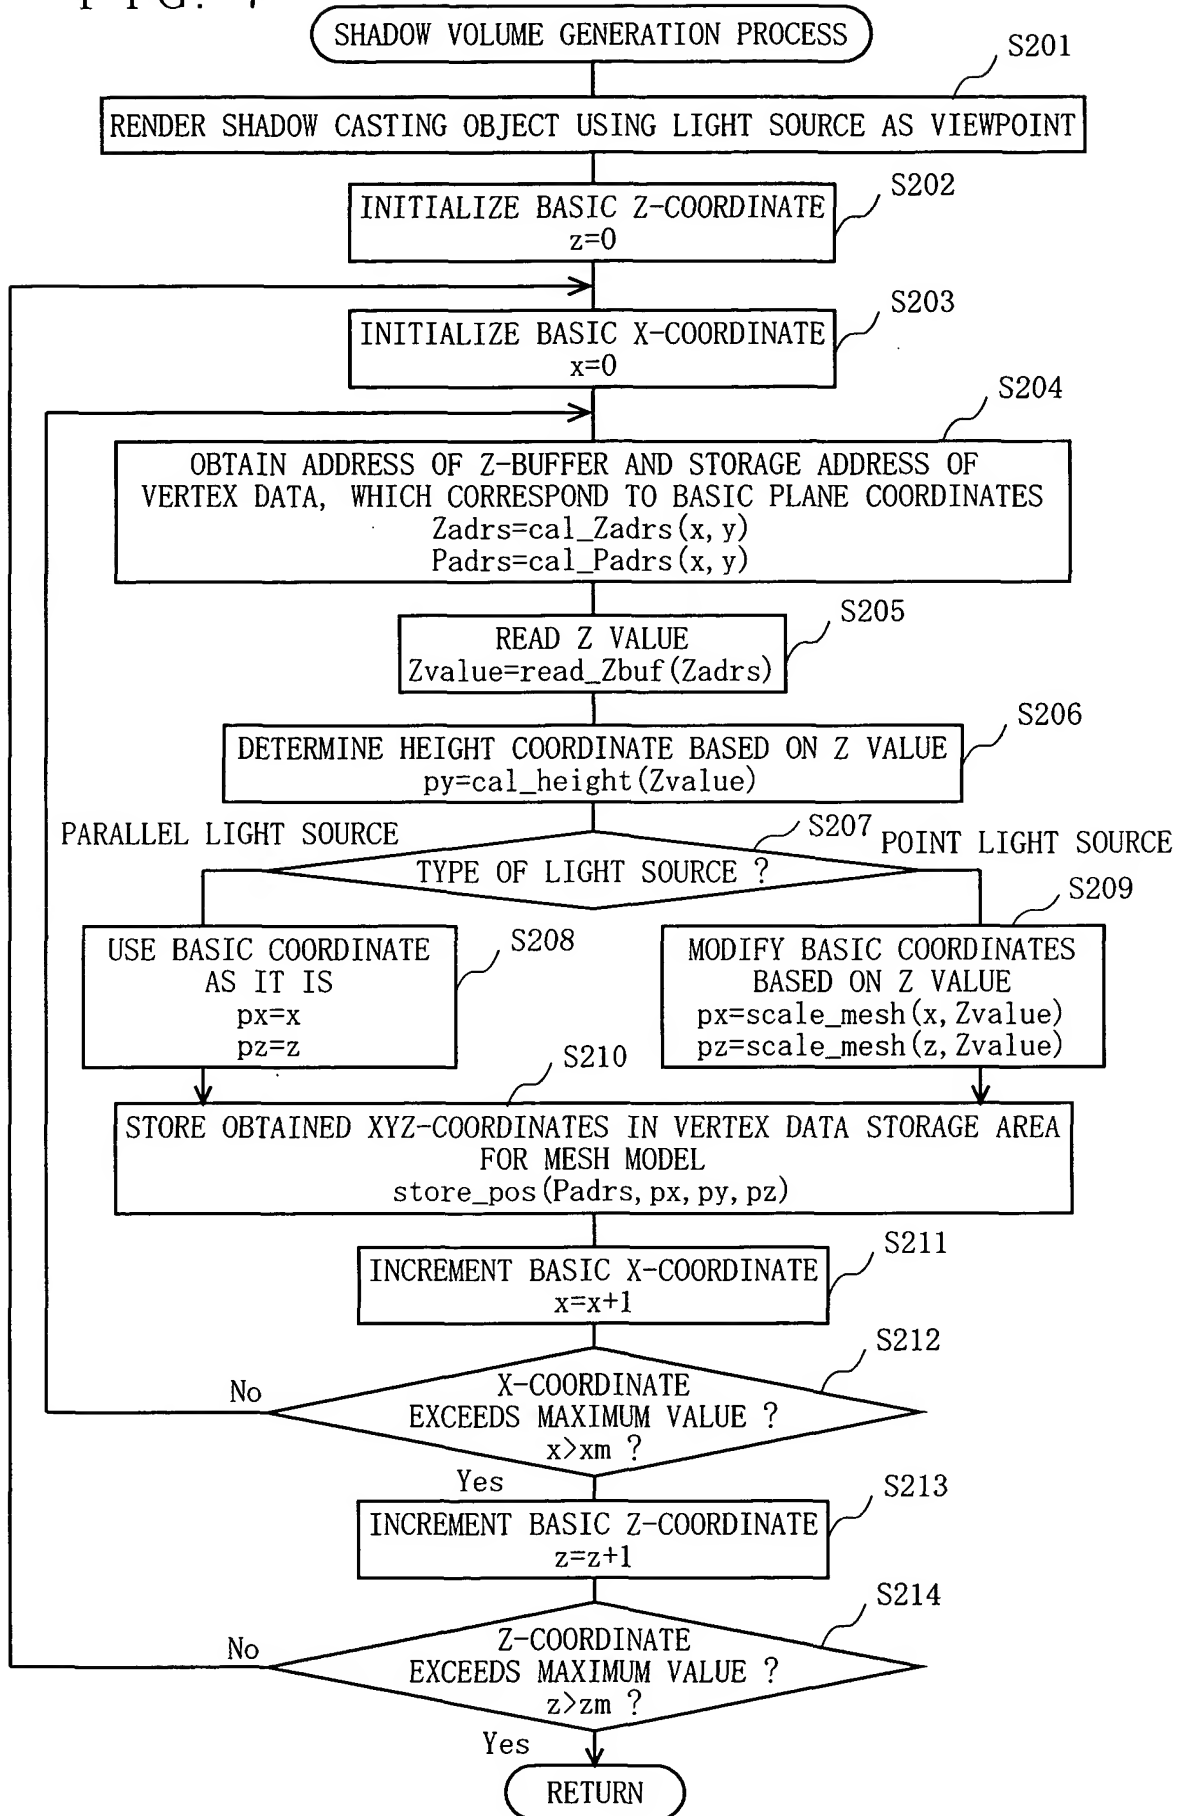 FIG. 7
SHADOW VOLUME GENERATION PROCESS
S201
RENDER SHADOW CASTING OBJECT USING LIGHT SOURCE AS VIEWPOINT
S202
INITIALIZE BASIC Z-COORDINATE
z=0
S203
INITIALIZE BASIC X-COORDINATE
x=0
S204
OBTAIN ADDRESS OF Z-BUFFER AND STORAGE ADDRESS OF
VERTEX DATA, WHICH CORRESPOND TO BASIC PLANE COORDINATES
Zadrs=cal_Zadrs(x,y)
Padrs=cal_Padrs(x,y)
S205
READ Z VALUE
Zvalue=read_Zbuf(Zadrs)
S206
DETERMINE HEIGHT COORDINATE BASED ON Z VALUE
py=cal_height(Zvalue)
S207
PARALLEL LIGHT SOURCE
TYPE OF LIGHT SOURCE ?
POINT LIGHT SOURCE
S208
USE BASIC COORDINATE
AS IT IS
px=x
pz=z
S209
MODIFY BASIC COORDINATES
BASED ON Z VALUE
px=scale_mesh(x,Zvalue)
pz=scale_mesh(z,Zvalue)
S210
STORE OBTAINED XYZ-COORDINATES IN VERTEX DATA STORAGE AREA
FOR MESH MODEL
store_pos(Padrs,px,py,pz)
S211
INCREMENT BASIC X-COORDINATE
x=x+1
S212
No
X-COORDINATE
EXCEEDS MAXIMUM VALUE ?
x>xm ?
Yes
S213
INCREMENT BASIC Z-COORDINATE
z=z+1
S214
No
Z-COORDINATE
EXCEEDS MAXIMUM VALUE ?
z>zm ?
Yes
RETURN